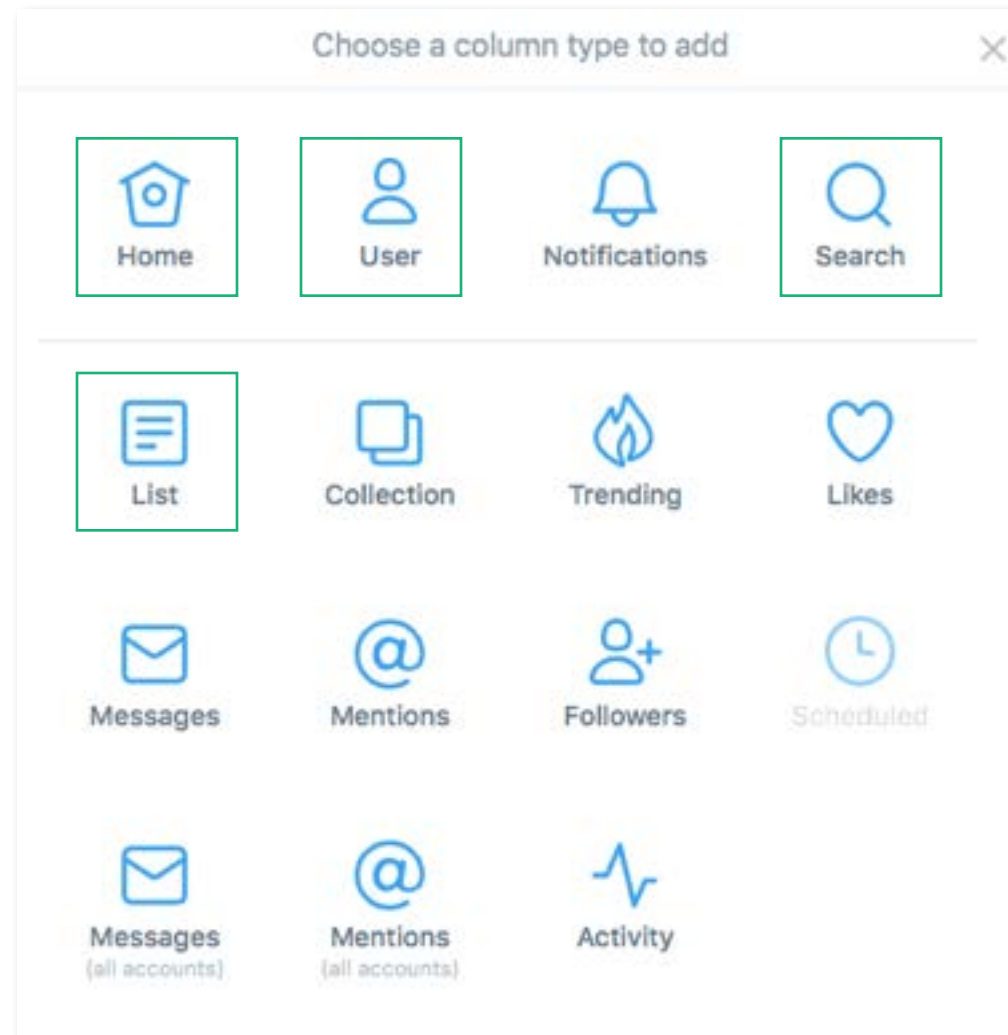 Choose a column type to add
Home User Notifications Search
List Collection Trending Likes
Messages Mentions Followers Scheduled
Messages Mentions Activity
(all accounts) (all accounts)